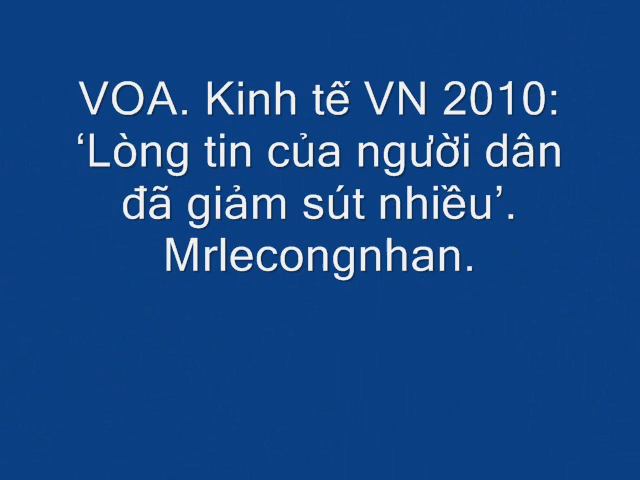 VOA. Kinh tế VN 2010:
‘Lòng tin của người dân
đã giảm sút nhiều’.
Mrlecongnhan.